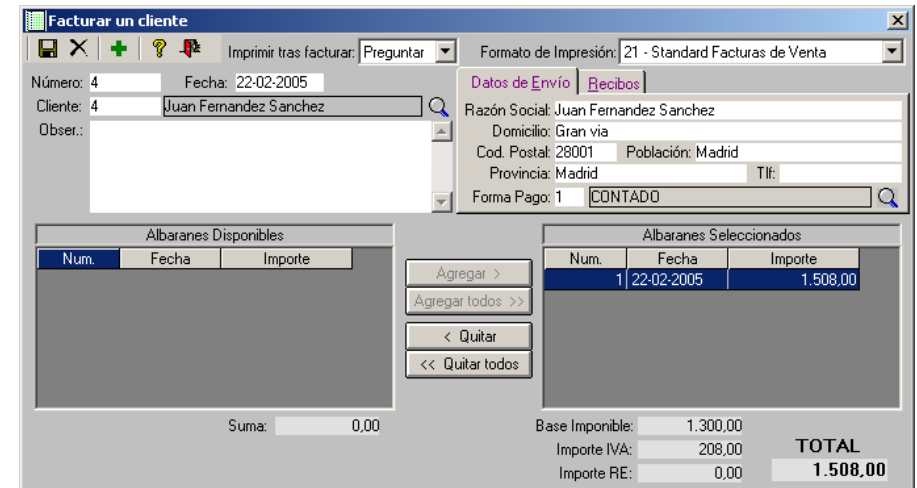 Facturar un cliente
Imprimir tras facturar: Preguntar Formato de Impresión: 21 - Standard Facturas de Venta
Número: 4 Fecha: 22-02-2005
Cliente: 4 Juan Fernandez Sanchez
Obser.:
Datos de Envío Recibos
Razón Social: Juan Fernandez Sanchez
Domicilio: Gran via
Cod. Postal: 28001 Población: Madrid
Provincia: Madrid Tlf:
Forma Pago: 1 CONTADO
Albaranes Disponibles
Num. Fecha Importe
Agregar >
Agregar todos >>
< Quitar
<< Quitar todos
Albaranes Seleccionados
Num. Fecha Importe
1 22-02-2005 1.508,00
Suma: 0,00
Base Imponible: 1.300,00
Importe IVA: 208,00
Importe RE: 0,00
TOTAL
1.508,00